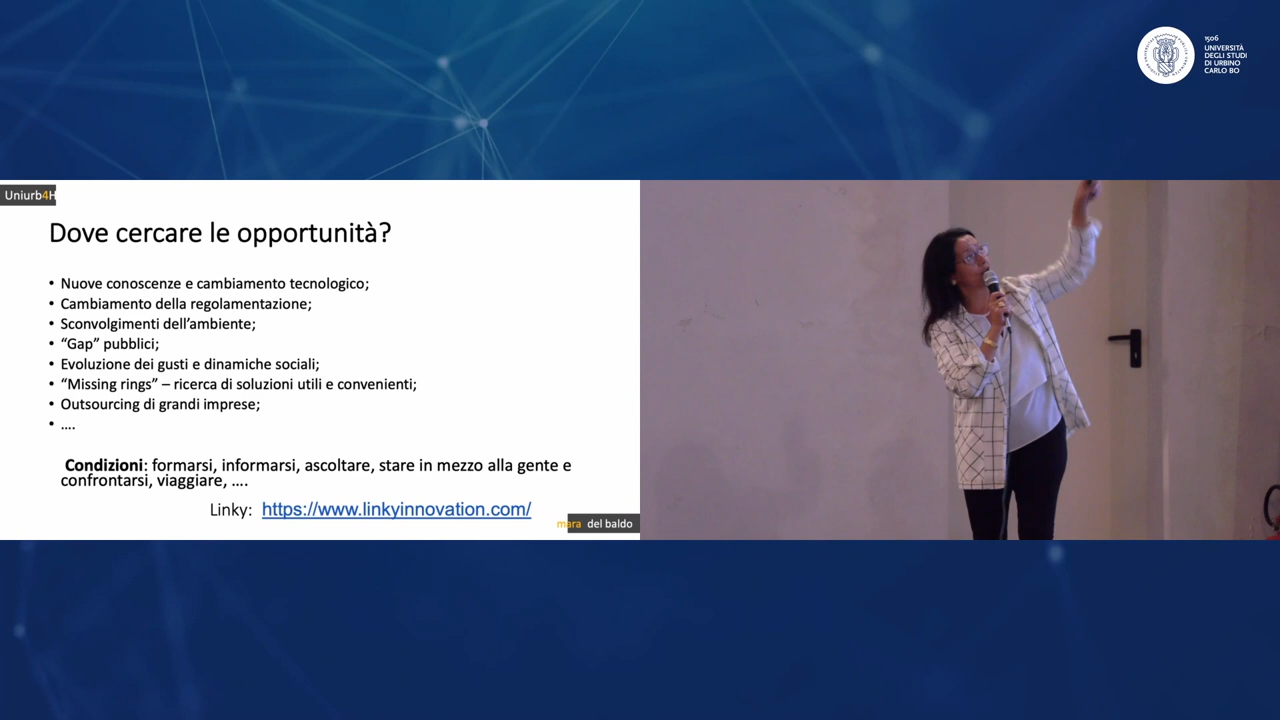 1506
UNIVERSITÀ
DEGLI STUDI
DI URBINO
CARLO BO
Uniurb4H
Dove cercare le opportunità?
• Nuove conoscenze e cambiamento tecnologico;
• Cambiamento della regolamentazione;
• Sconvolgimenti dell’ambiente;
• “Gap” pubblici;
• Evoluzione dei gusti e dinamiche sociali;
• “Missing rings” – ricerca di soluzioni utili e convenienti;
• Outsourcing di grandi imprese;
• ….
Condizioni: formarsi, informarsi, ascoltare, stare in mezzo alla gente e
confrontarsi, viaggiare, ….
Linky: https://www.linkyinnovation.com/
mara del baldo